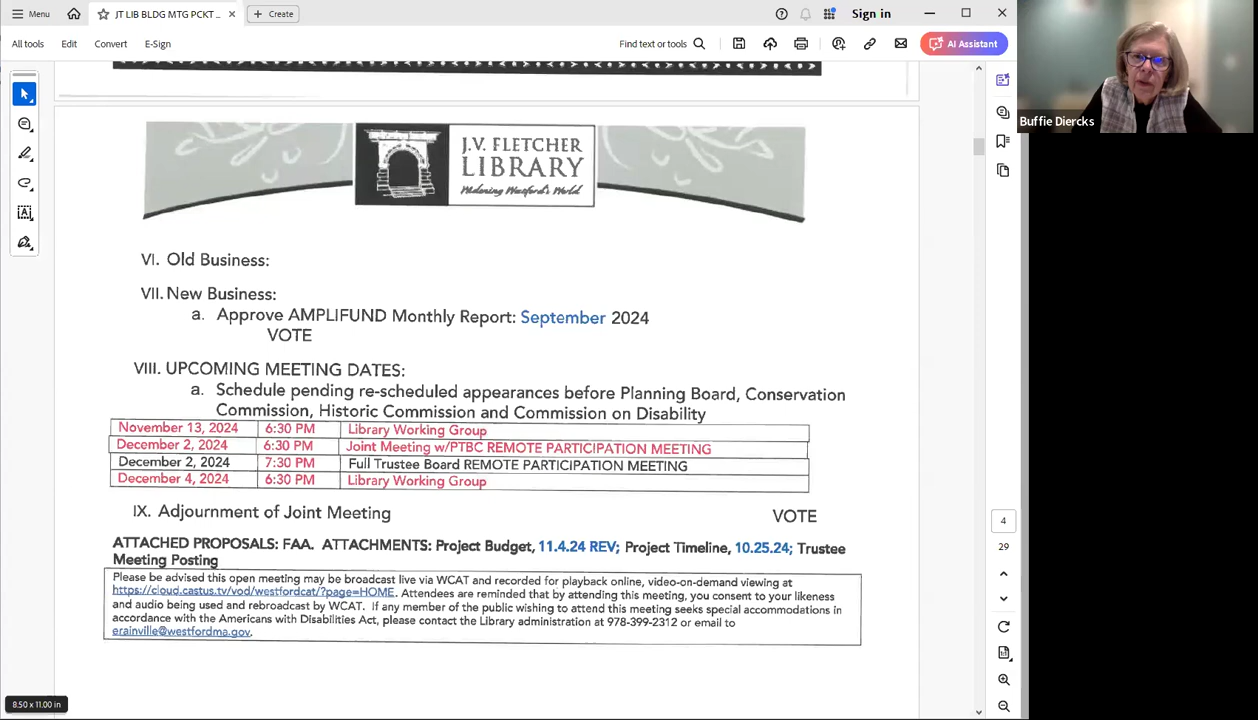 Menu
JT LIB BLDG MTG PCKT ...
Create
Sign in
All tools
Edit
Convert
E-Sign
Find text or tools
AI Assistant
Buffie Diercks
J.V. FLETCHER
LIBRARY
Widening Westford's World
VI. Old Business:
VII. New Business:
a. Approve AMPLIFUND Monthly Report: September 2024
VOTE
VIII. UPCOMING MEETING DATES:
a. Schedule pending re-scheduled appearances before Planning Board, Conservation
Commission, Historic Commission and Commission on Disability
November 13, 2024 6:30 PM Library Working Group
December 2, 2024 6:30 PM Joint Meeting w/PTBC REMOTE PARTICIPATION MEETING
December 2, 2024 7:30 PM Full Trustee Board REMOTE PARTICIPATION MEETING
December 4, 2024 6:30 PM Library Working Group
IX. Adjournment of Joint Meeting VOTE
ATTACHED PROPOSALS: FAA. ATTACHMENTS: Project Budget, 11.4.24 REV; Project Timeline, 10.25.24; Trustee
Meeting Posting
Please be advised this open meeting may be broadcast live via WCAT and recorded for playback online, video-on-demand viewing at
https://cloud.castus.tv/vod/westfordcat/?page=HOME. Attendees are reminded that by attending this meeting, you consent to your likeness
and audio being used and rebroadcast by WCAT. If any member of the public wishing to attend this meeting seeks special accommodations in
accordance with the Americans with Disabilities Act, please contact the Library administration at 978-399-2312 or email to
erainville@westfordma.gov.
4
29
8.50 x 11.00 in